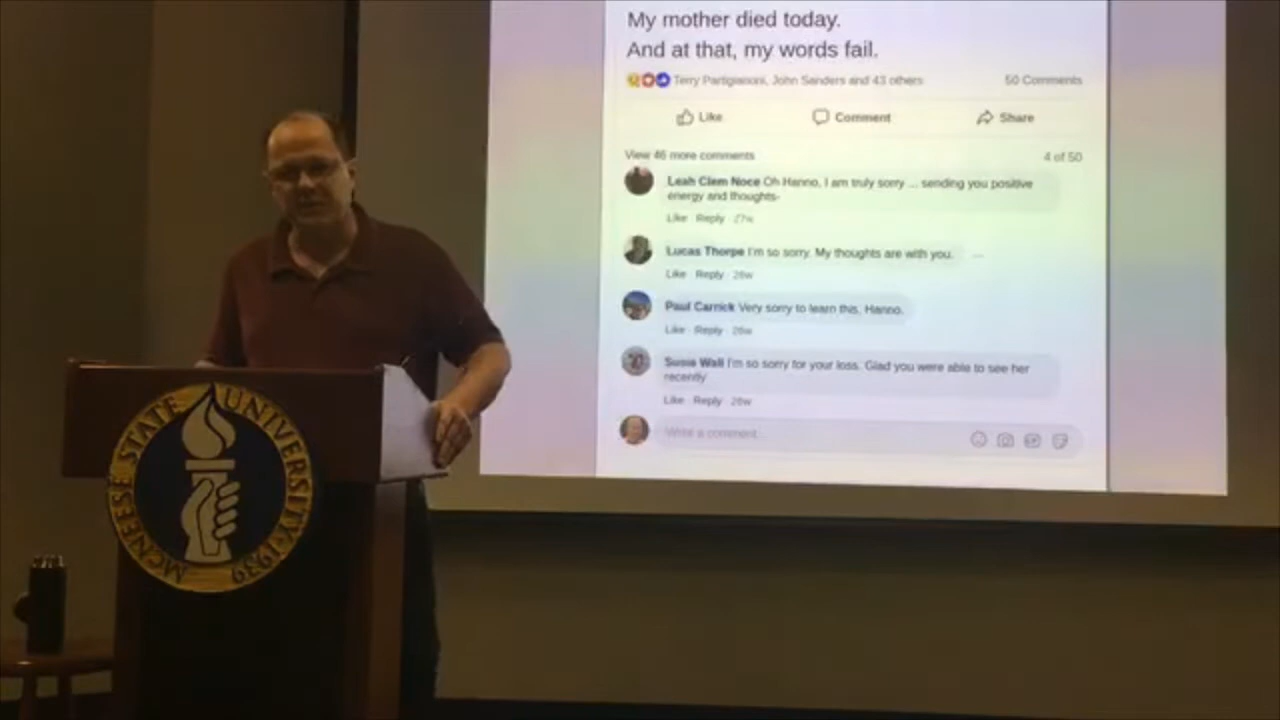 My mother died today.
And at that, my words fail.
Terry Partigianoni, John Sanders and 43 others
50 Comments
Like
Comment
Share
View 46 more comments
4 of 50
Leah Clem Noce Oh Hanno, I am truly sorry ... sending you positive
energy and thoughts-
Like Reply 27w
Lucas Thorpe I'm so sorry. My thoughts are with you.
Like Reply 26w
Paul Carrick Very sorry to learn this, Hanno.
Like Reply 26w
Susie Wall I'm so sorry for your loss. Glad you were able to see her
recently
Like Reply 26w
Write a comment...
MCNEESE STATE UNIVERSITY 1939